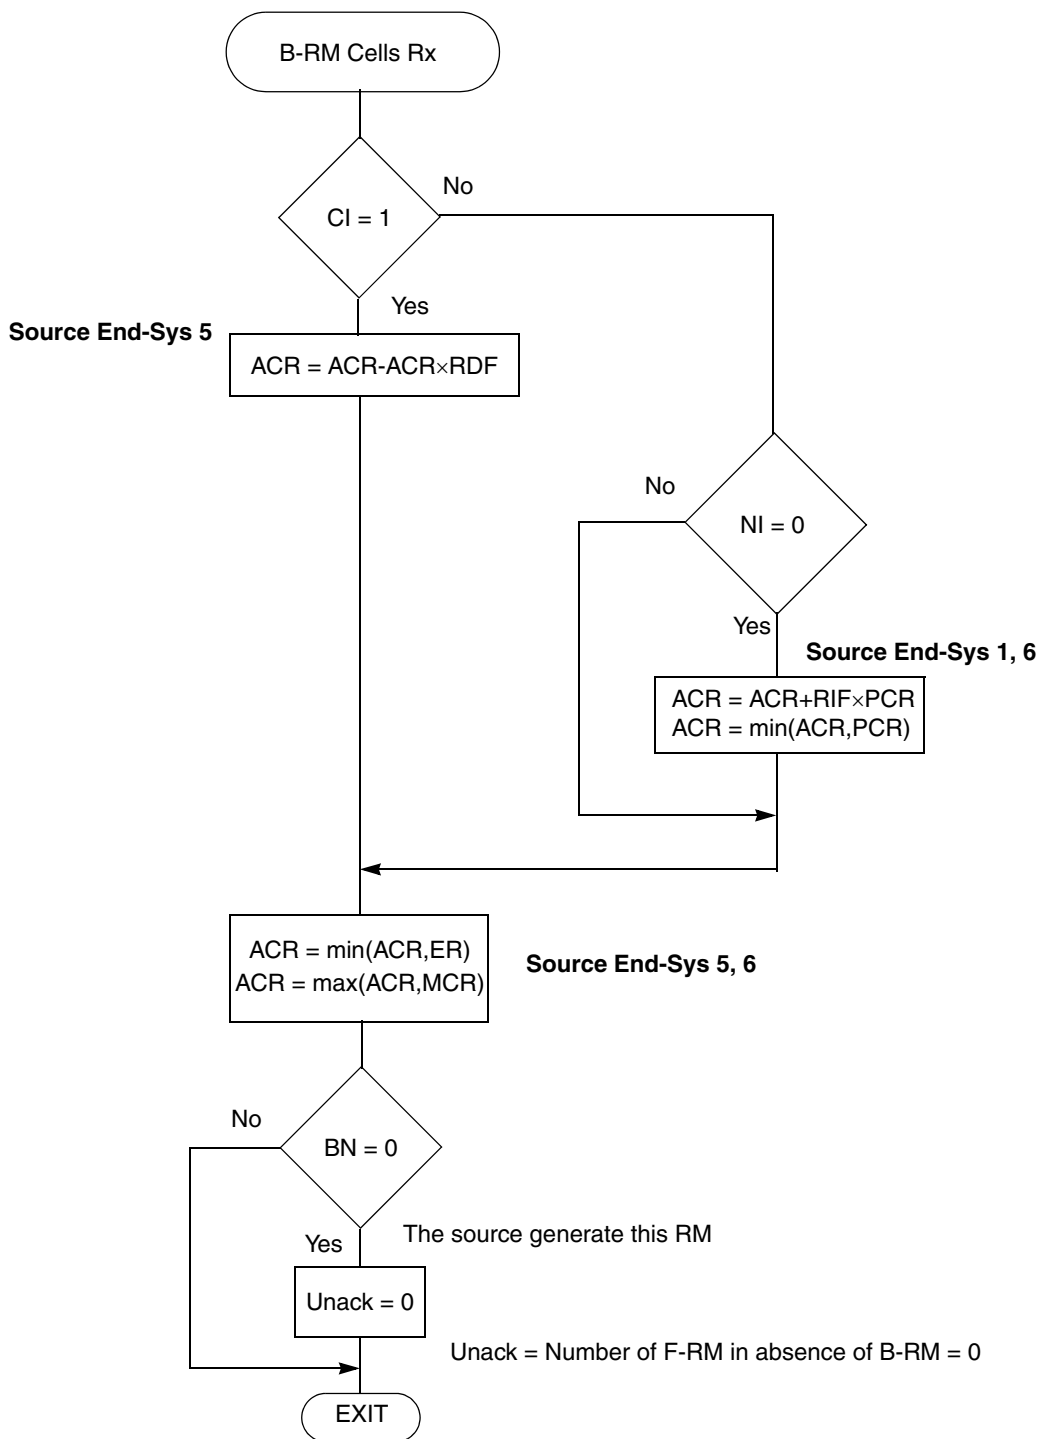 B-RM Cells Rx
No
CI = 1
Yes
Source End-Sys 5
ACR = ACR-ACR×RDF
No
NI = 0
Yes
Source End-Sys 1, 6
ACR = ACR+RIF×PCR
ACR = min(ACR,PCR)
ACR = min(ACR,ER)
ACR = max(ACR,MCR)
Source End-Sys 5, 6
No
BN = 0
The source generate this RM
Yes
Unack = 0
Unack = Number of F-RM in absence of B-RM = 0
EXIT